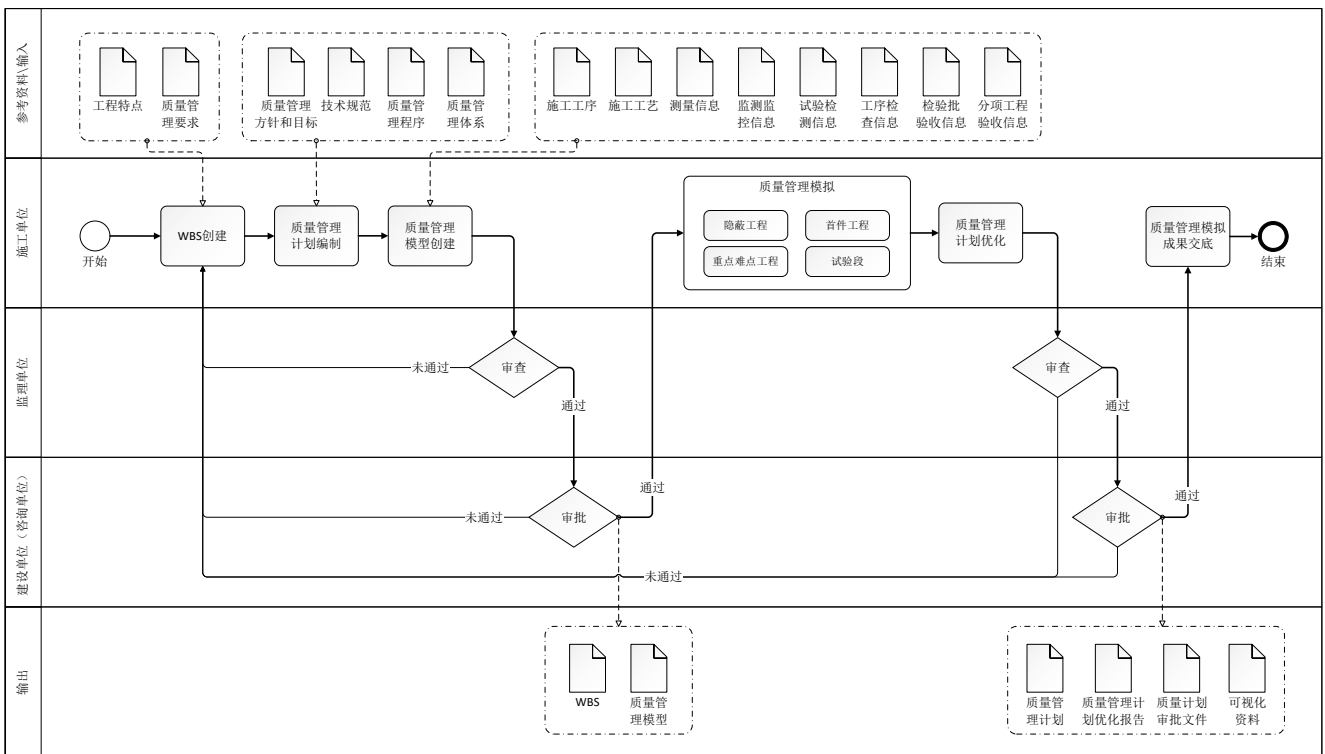 参考资料\输入
工程特点
质量管
理要求
质量管理
方针和目标
技术规范
质量管
理程序
质量管
理体系
施工工序
施工工艺
测量信息
监测监
控信息
试验检
测信息
工序检
查信息
检验批
验收信息
分项工程
验收信息
施工单位
开始
WBS创建
质量管理
计划编制
质量管理
模型创建
质量管理模拟
隐蔽工程
首件工程
重点难点工程
试验段
质量管理
计划优化
质量管理模拟
成果交底
结束
监理单位
未通过
审查
通过
审查
通过
建设单位（咨询单位）
未通过
审批
通过
未通过
审批
通过
输出
WBS
质量管
理模型
质量管
理计划
质量管理计
划优化报告
质量计划
审批文件
可视化
资料